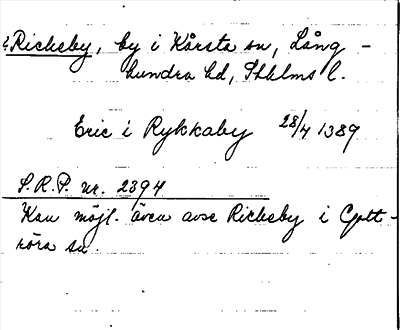 ? Rickeby, by i Kårsta sn, Lång-
hundra hd, Sthlms l.
Eric i Rykkaby 28/4 1389
S.R.P. nr. 2394
Kan möjl. även avse Rickeby i Gott-
röra sn.